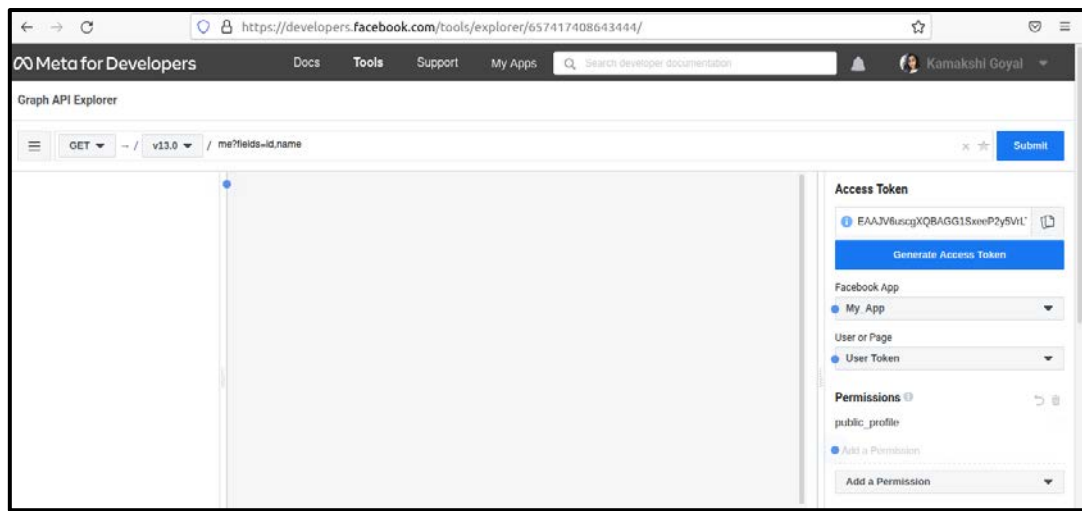 https://developers.facebook.com/tools/explorer/657417408643444/
Meta for Developers Docs Tools Support My Apps Search developer documentation Kamakshi Goyal
Graph API Explorer
GET → / v13.0 / me?fields=id,name Submit
Access Token
EAAJV6uscgXQBAGG1SxeeP2y5VrL
Generate Access Token
Facebook App
My_App
User or Page
User Token
Permissions
public_profile
Add a Permission
Add a Permission